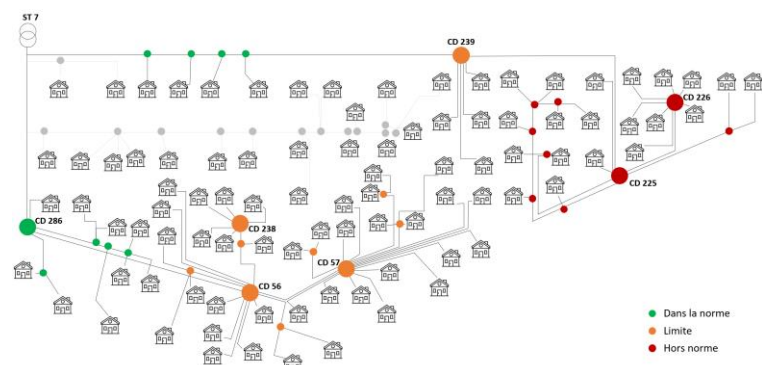 ST 7
CD 239
CD 226
CD 225
CD 286
CD 238
CD 57
CD 56
Dans la norme
Limite
Hors norme